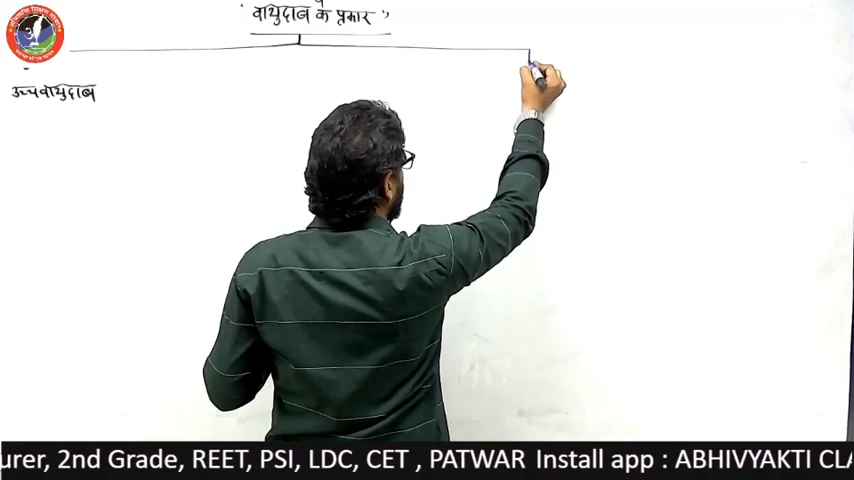 " वायुदाब के प्रकार "
उच्चवायुदाब
urer, 2nd Grade, REET, PSI, LDC, CET , PATWAR Install app : ABHIVYAKTI CLA